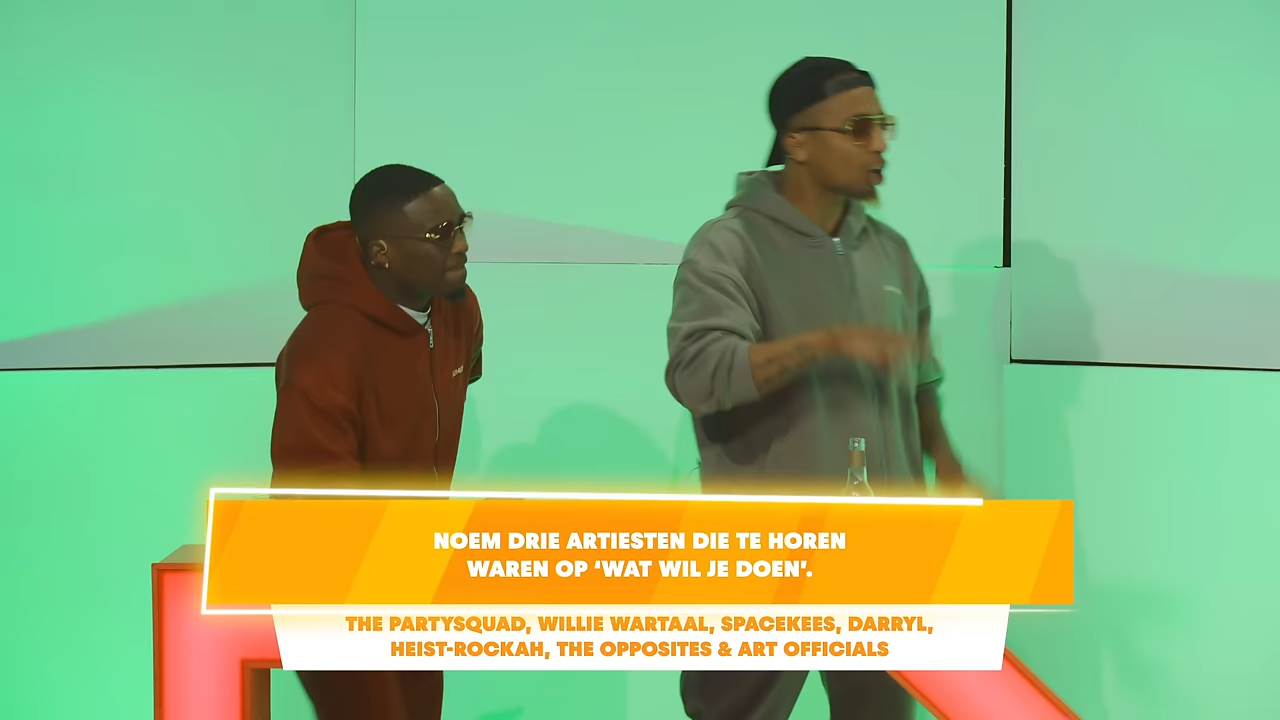 NOEM DRIE ARTIESTEN DIE TE HOREN
WAREN OP ‘WAT WIL JE DOEN’.
THE PARTYSQUAD, WILLIE WARTAAL, SPACEKEES, DARRYL,
HEIST-ROCKAH, THE OPPOSITES & ART OFFICIALS